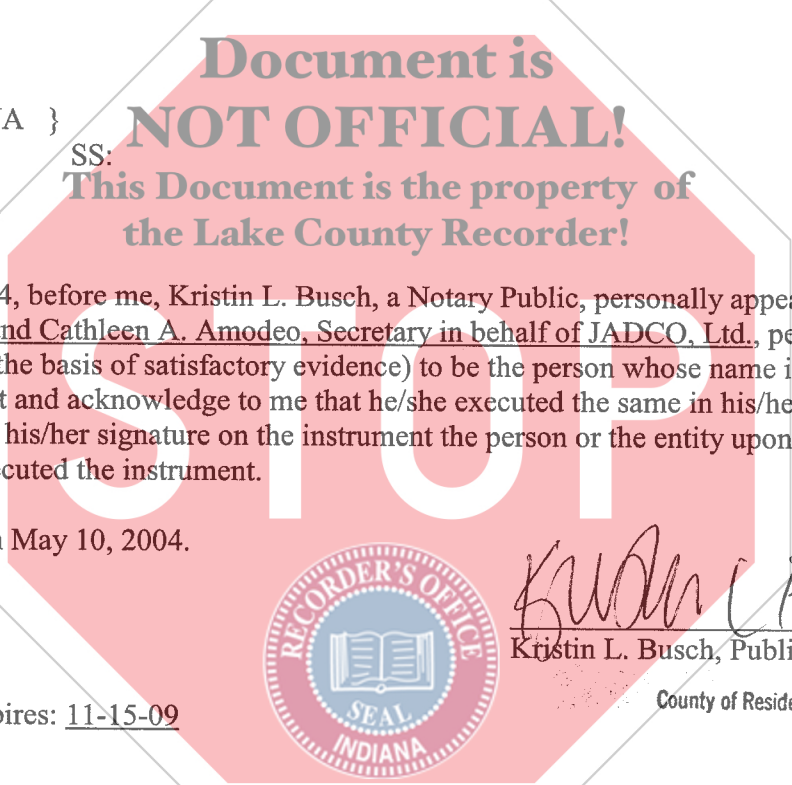 Document is
A }
NOT OFFICIAL!
SS:
This Document is the property of
the Lake County Recorder!
4, before me, Kristin L. Busch, a Notary Public, personally appea
nd Cathleen A. Amodeo, Secretary in behalf of JADCO, Ltd., pe
the basis of satisfactory evidence) to be the person whose name i
t and acknowledge to me that he/she executed the same in his/he
his/her signature on the instrument the person or the entity upon
cuted the instrument.
STOP
May 10, 2004.
RECORDER'S OFFICE
SEAL
INDIANA
Kristin L. Busch, Publi
County of Reside
pires: 11-15-09